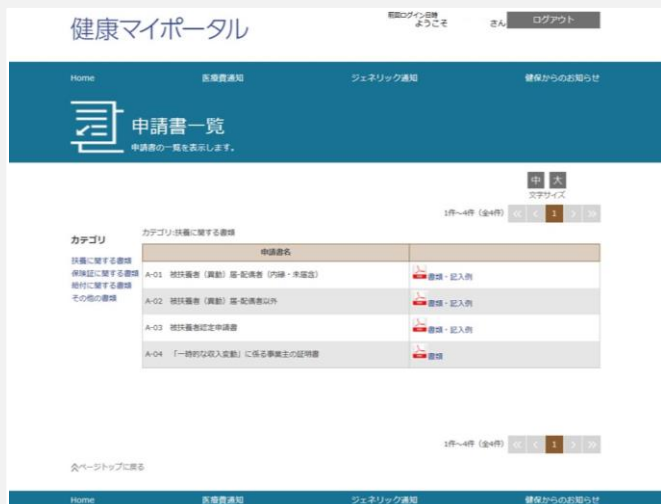 健康マイポータル
前回ログイン日時
ようこそ さん
ログアウト
Home 医療費通知 ジェネリック通知 健保からのお知らせ
申請書一覧
申請書の一覧を表示します。
中 大
文字サイズ
1件～4件 (全4件) << < 1 > >>
カテゴリ
扶養に関する書類
保険証に関する書類
給付に関する書類
その他の書類
カテゴリ:扶養に関する書類
申請書名
A-01 被扶養者（異動）届-配偶者（内縁・未届含） 書類・記入例
A-02 被扶養者（異動）届-配偶者以外 書類・記入例
A-03 被扶養者認定申請書 書類・記入例
A-04 「一時的な収入変動」に係る事業主の証明書 書類
1件～4件 (全4件) << < 1 > >>
ページトップに戻る
Home 医療費通知 ジェネリック通知 健保からのお知らせ